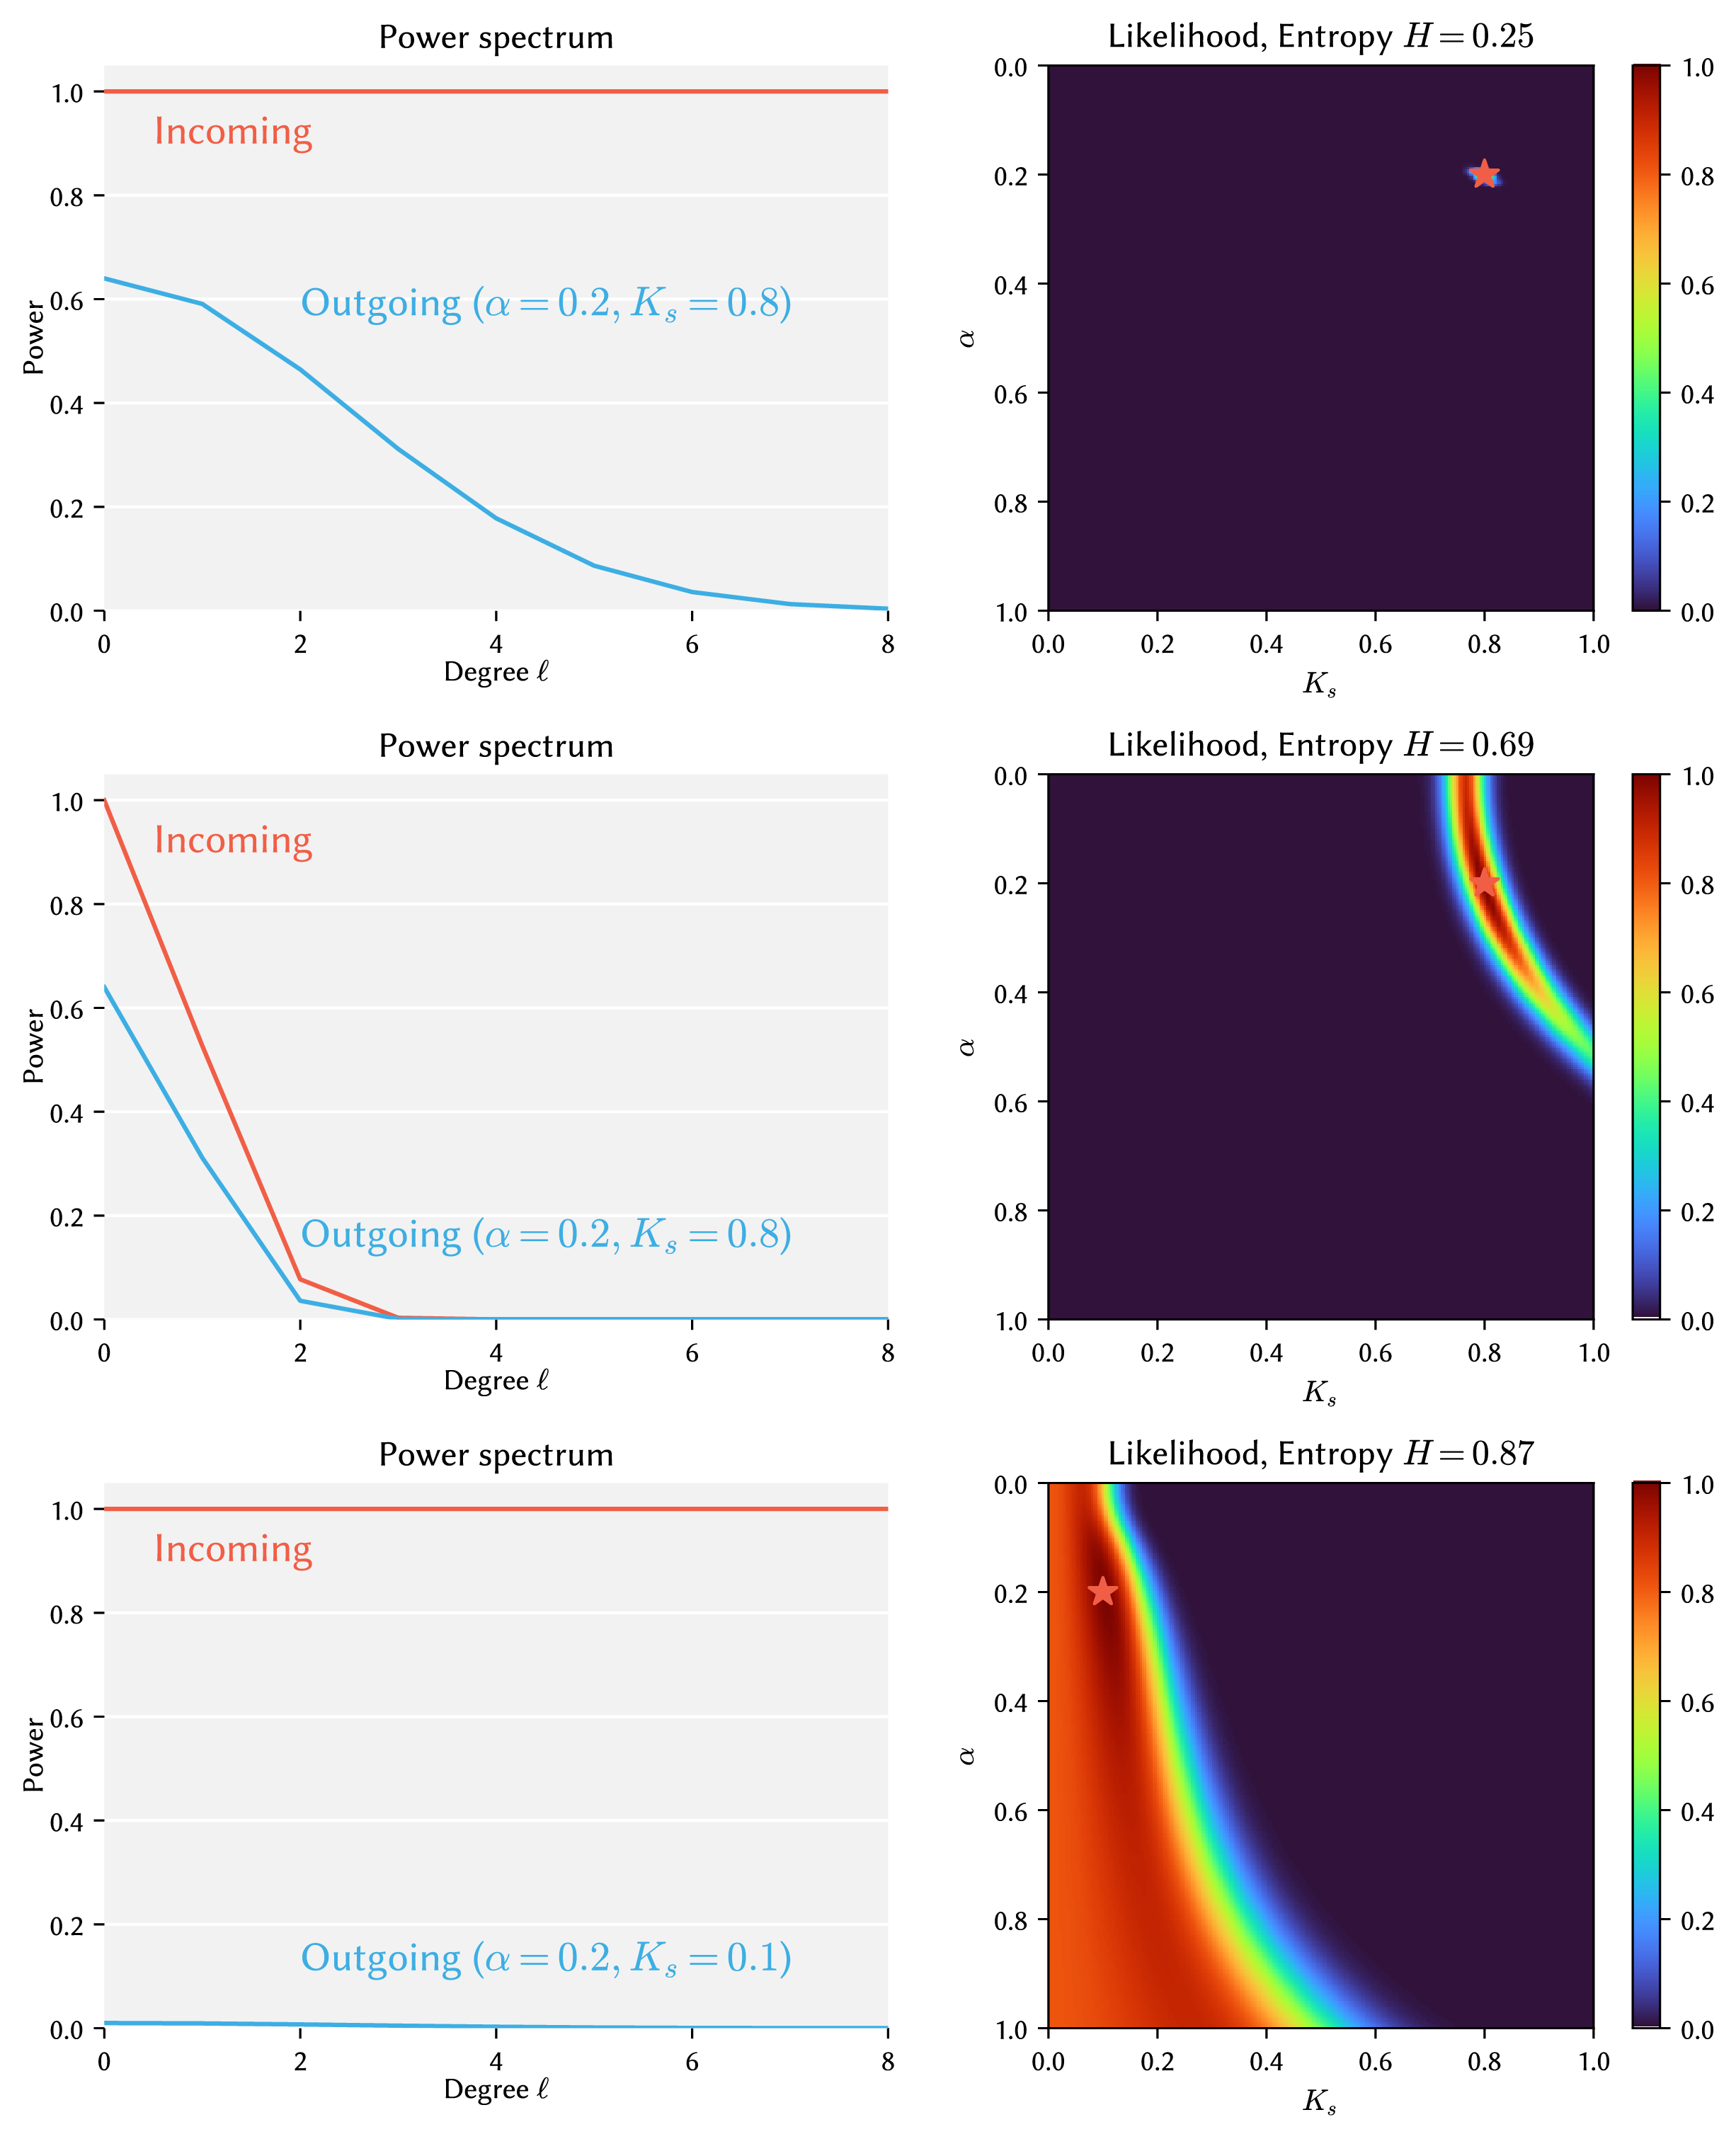 Power spectrum
1.0
0.8
0.6
0.4
0.2
0.0
Power
Incoming
Outgoing (α = 0.2, K_s = 0.8)
0 2 4 6 8
Degree ℓ
Likelihood, Entropy H = 0.25
0.0
0.2
0.4
0.6
0.8
1.0
α
0.0 0.2 0.4 0.6 0.8 1.0
K_s
1.0
0.8
0.6
0.4
0.2
0.0
Power spectrum
1.0
0.8
0.6
0.4
0.2
0.0
Power
Incoming
Outgoing (α = 0.2, K_s = 0.8)
0 2 4 6 8
Degree ℓ
Likelihood, Entropy H = 0.69
0.0
0.2
0.4
0.6
0.8
1.0
α
0.0 0.2 0.4 0.6 0.8 1.0
K_s
1.0
0.8
0.6
0.4
0.2
0.0
Power spectrum
1.0
0.8
0.6
0.4
0.2
0.0
Power
Incoming
Outgoing (α = 0.2, K_s = 0.1)
0 2 4 6 8
Degree ℓ
Likelihood, Entropy H = 0.87
0.0
0.2
0.4
0.6
0.8
1.0
α
0.0 0.2 0.4 0.6 0.8 1.0
K_s
1.0
0.8
0.6
0.4
0.2
0.0